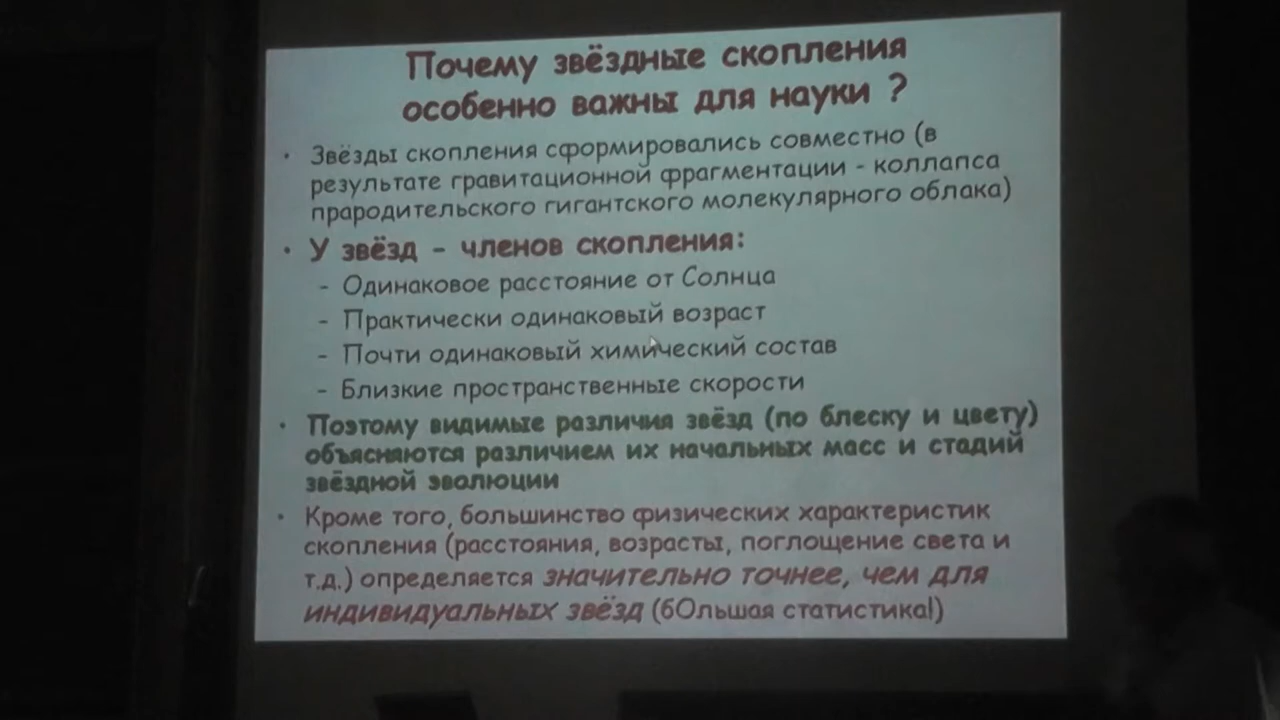 Почему звёздные скопления
особенно важны для науки ?
• Звёзды скопления сформировались совместно (в
результате гравитационной фрагментации - коллапса
прародительского гигантского молекулярного облака)
• У звёзд – членов скопления:
– Одинаковое расстояние от Солнца
– Практически одинаковый возраст
– Почти одинаковый химический состав
– Близкие пространственные скорости
• Поэтому видимые различия звёзд (по блеску и цвету)
объясняются различием их начальных масс и стадий
звёздной эволюции
• Кроме того, большинство физических характеристик
скопления (расстояния, возрасты, поглощение света и
т.д.) определяется значительно точнее, чем для
индивидуальных звёзд (бОльшая статистика!)